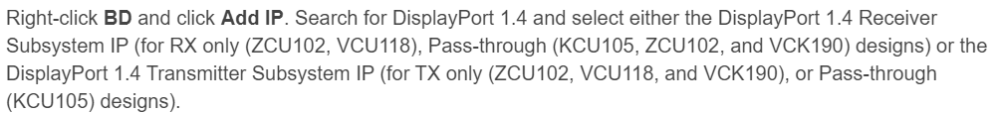 Right-click BD and click Add IP. Search for DisplayPort 1.4 and select either the DisplayPort 1.4 Receiver
Subsystem IP (for RX only (ZCU102, VCU118), Pass-through (KCU105, ZCU102, and VCK190) designs) or the
DisplayPort 1.4 Transmitter Subsystem IP (for TX only (ZCU102, VCU118, and VCK190), or Pass-through
(KCU105) designs).